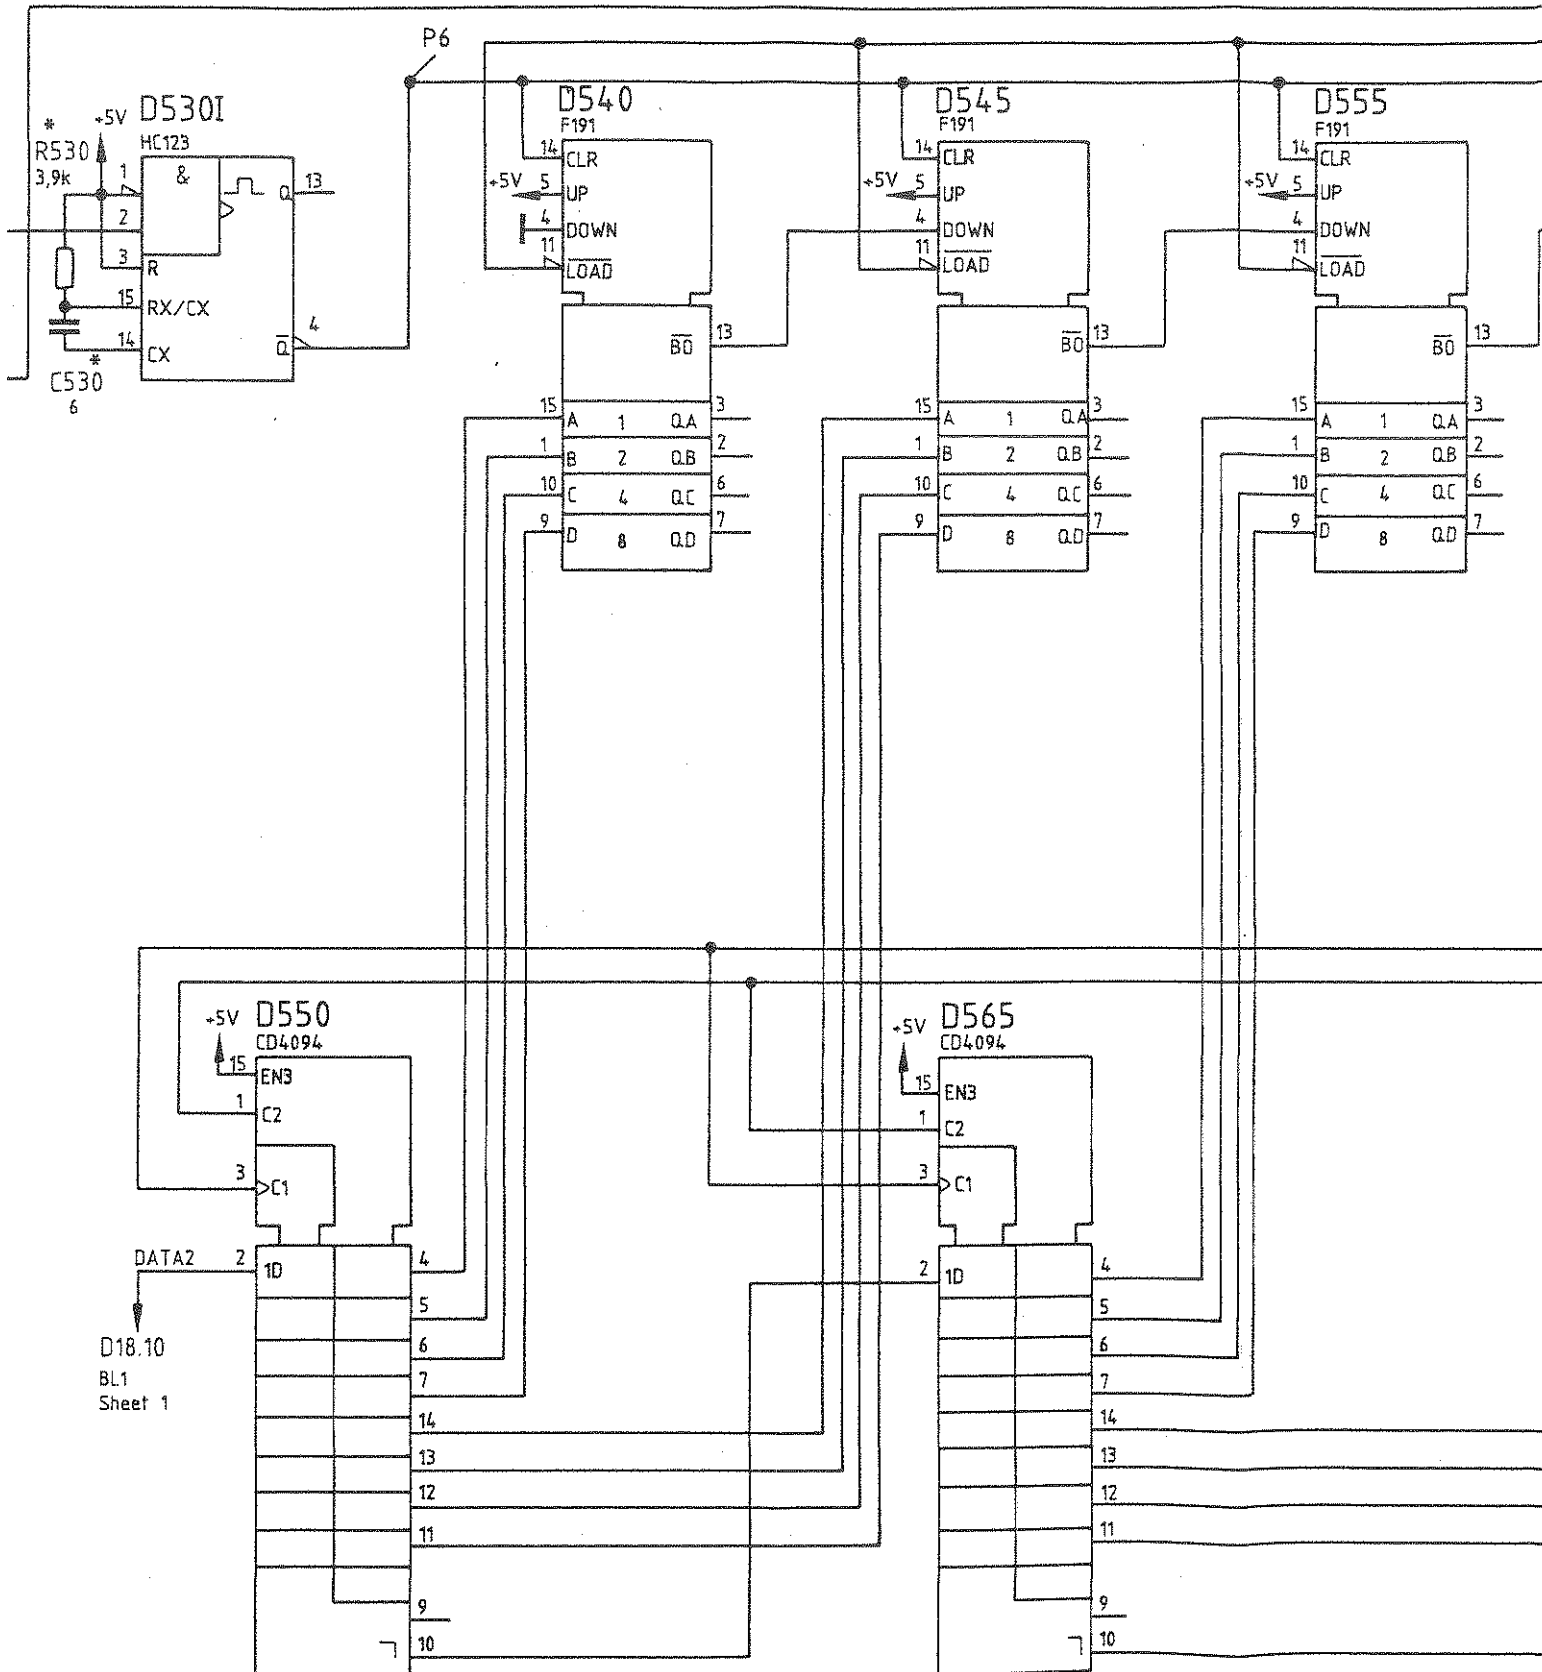 P6
D530I
HC123
*
R530
3,9k
+5V
1
2
3
15
14
&
R
RX/CX
CX
Q
13
Q̅
4
*
C530
6
D540
F191
14 CLR
+5V 5 UP
4 DOWN
11 L̅O̅A̅D̅
B̅O̅ 13
15 A 1 QA 3
1 B 2 QB 2
10 C 4 QC 6
9 D 8 QD 7
D545
F191
14 CLR
+5V 5 UP
4 DOWN
11 L̅O̅A̅D̅
B̅O̅ 13
15 A 1 QA 3
1 B 2 QB 2
10 C 4 QC 6
9 D 8 QD 7
D555
F191
14 CLR
+5V 5 UP
4 DOWN
11 L̅O̅A̅D̅
B̅O̅ 13
15 A 1 QA 3
1 B 2 QB 2
10 C 4 QC 6
9 D 8 QD 7
D550
CD4094
+5V
15 EN3
1 C2
3 C1
DATA2 2 1D
D18.10
BL1
Sheet 1
4
5
6
7
14
13
12
11
9
10
D565
CD4094
+5V
15 EN3
1 C2
3 C1
2 1D
4
5
6
7
14
13
12
11
9
10